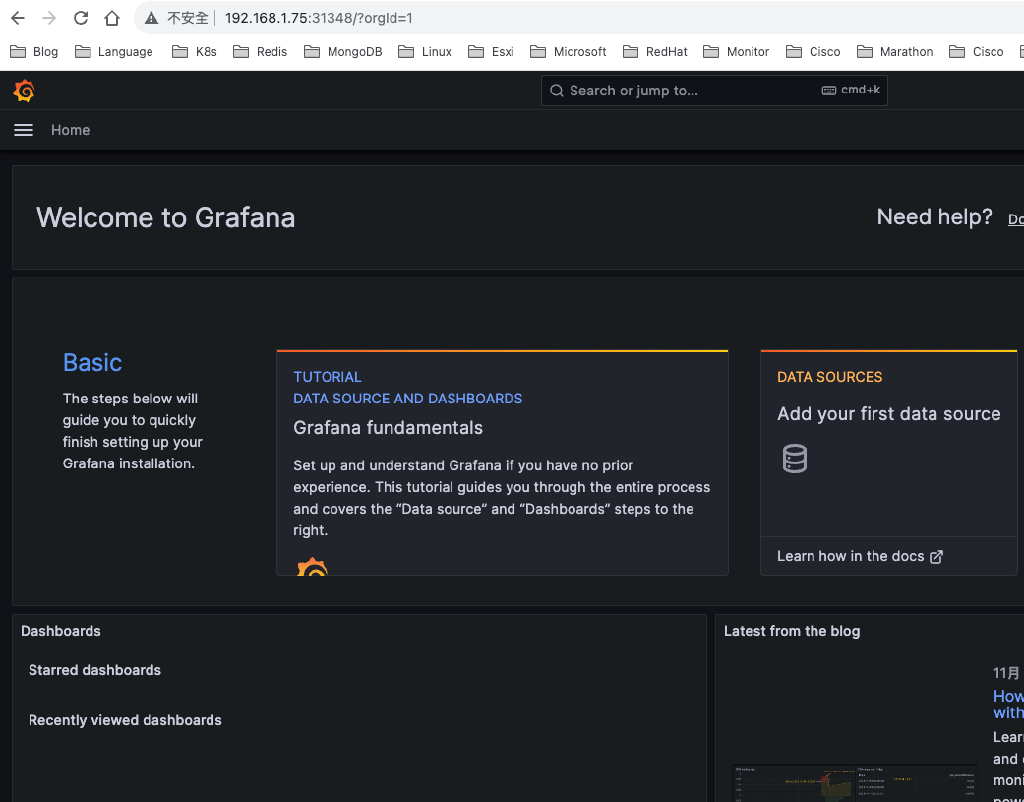 不安全 192.168.1.75:31348/?orgId=1
Blog Language K8s Redis MongoDB Linux Esxi Microsoft RedHat Monitor Cisco Marathon Cisco
Search or jump to... cmd+k
Home
Welcome to Grafana
Need help? Do
Basic
The steps below will
guide you to quickly
finish setting up your
Grafana installation.
TUTORIAL
DATA SOURCE AND DASHBOARDS
Grafana fundamentals
Set up and understand Grafana if you have no prior
experience. This tutorial guides you through the entire process
and covers the “Data source” and “Dashboards” steps to the
right.
DATA SOURCES
Add your first data source
Learn how in the docs
Dashboards
Starred dashboards
Recently viewed dashboards
Latest from the blog
11月
How
with
Lear
and
moni